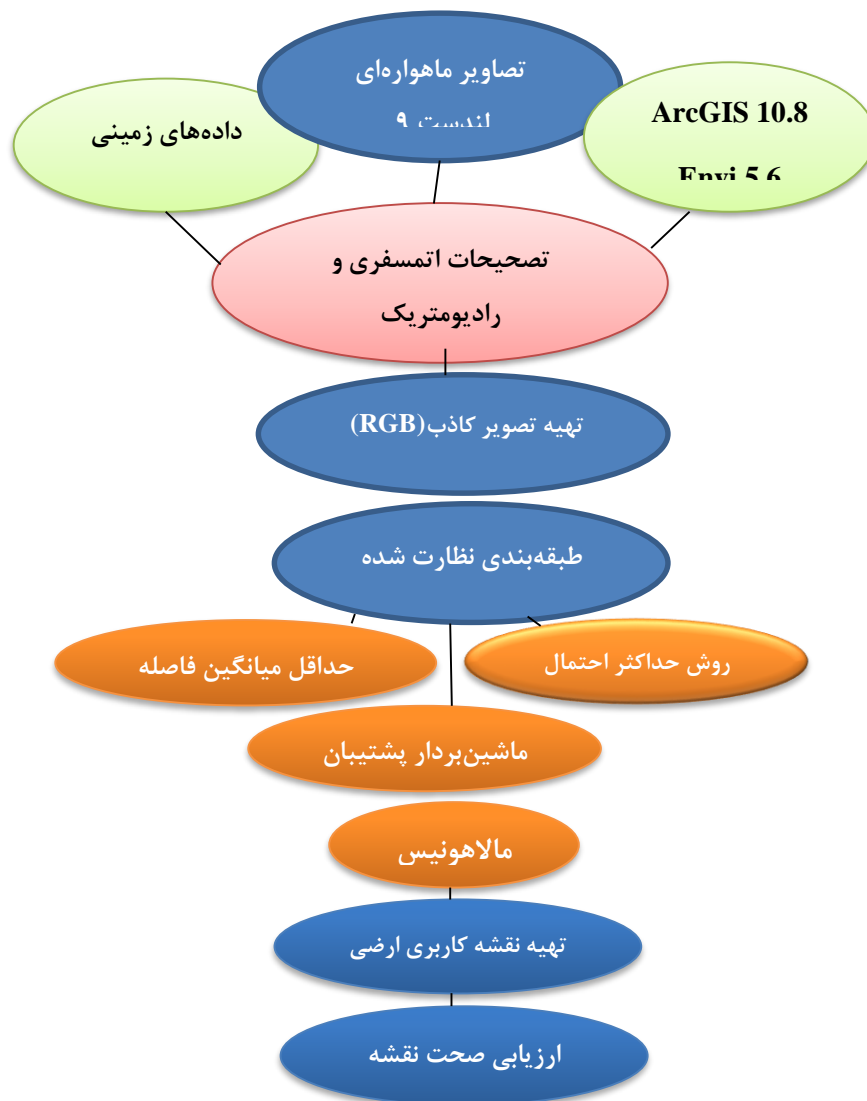 تصاویر ماهواره‌ای
لندست ۹
داده‌های زمینی
ArcGIS 10.8
Envi 5.6
تصحیحات اتمسفری و
رادیومتریک
تهیه تصویر کاذب(RGB)
طبقه‌بندی نظارت شده
روش حداکثر احتمال
حداقل میانگین فاصله
ماشین‌بردار پشتیبان
مالاهونیس
تهیه نقشه کاربری ارضی
ارزیابی صحت نقشه